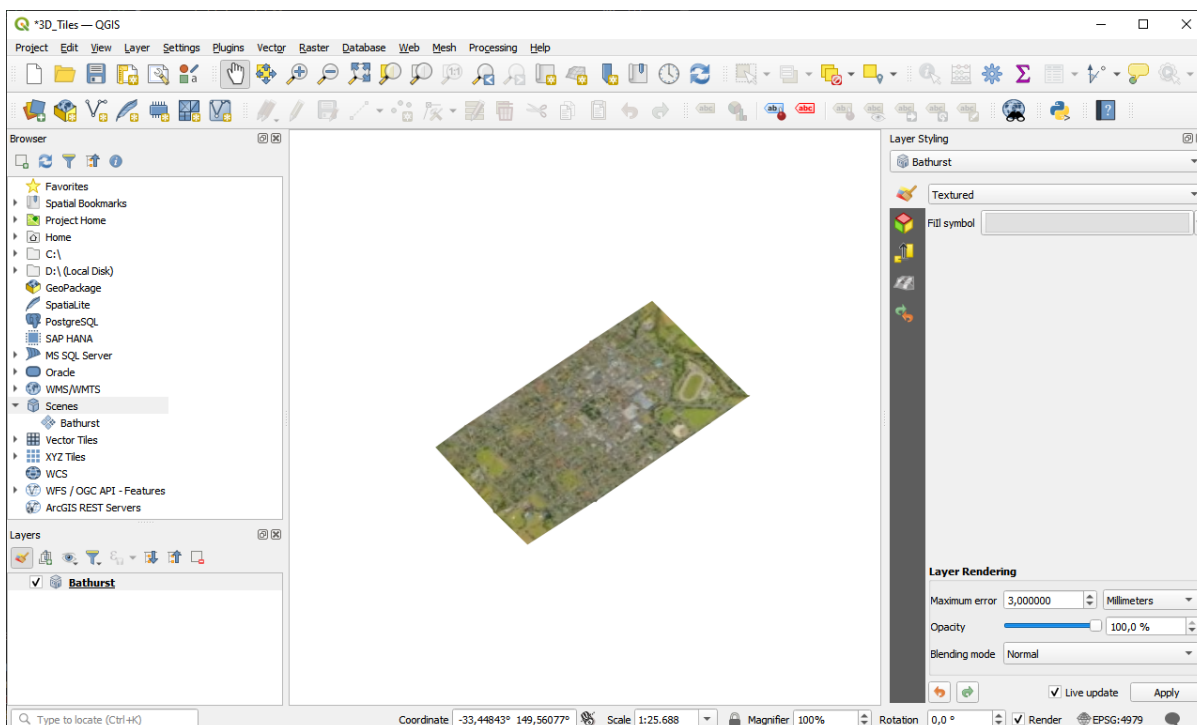 *3D_Tiles — QGIS
Project Edit View Layer Settings Plugins Vector Raster Database Web Mesh Processing Help
Browser
Favorites
Spatial Bookmarks
Project Home
Home
C:\
D:\ (Local Disk)
GeoPackage
SpatiaLite
PostgreSQL
SAP HANA
MS SQL Server
Oracle
WMS/WMTS
Scenes
Bathurst
Vector Tiles
XYZ Tiles
WCS
WFS / OGC API - Features
ArcGIS REST Servers
Layers
Bathurst
Layer Styling
Bathurst
Textured
Fill symbol
Layer Rendering
Maximum error 3,000000 Millimeters
Opacity 100,0 %
Blending mode Normal
Live update Apply
Type to locate (Ctrl+K) Coordinate -33,44843° 149,56077° Scale 1:25.688 Magnifier 100% Rotation 0,0 ° Render EPSG:4979